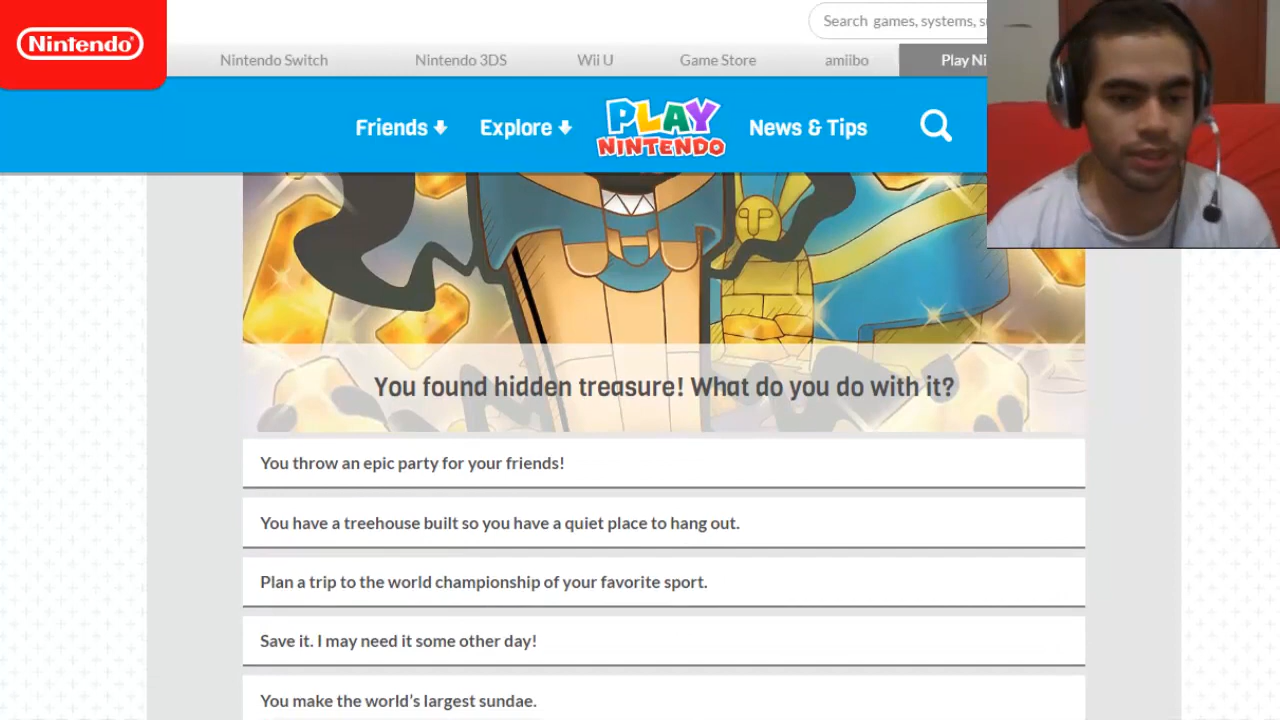 Nintendo
Search games, systems, su
Nintendo Switch
Nintendo 3DS
Wii U
Game Store
amiibo
Play Ni
Friends
Explore
PLAY
NINTENDO
News & Tips
You found hidden treasure! What do you do with it?
You throw an epic party for your friends!
You have a treehouse built so you have a quiet place to hang out.
Plan a trip to the world championship of your favorite sport.
Save it. I may need it some other day!
You make the world's largest sundae.